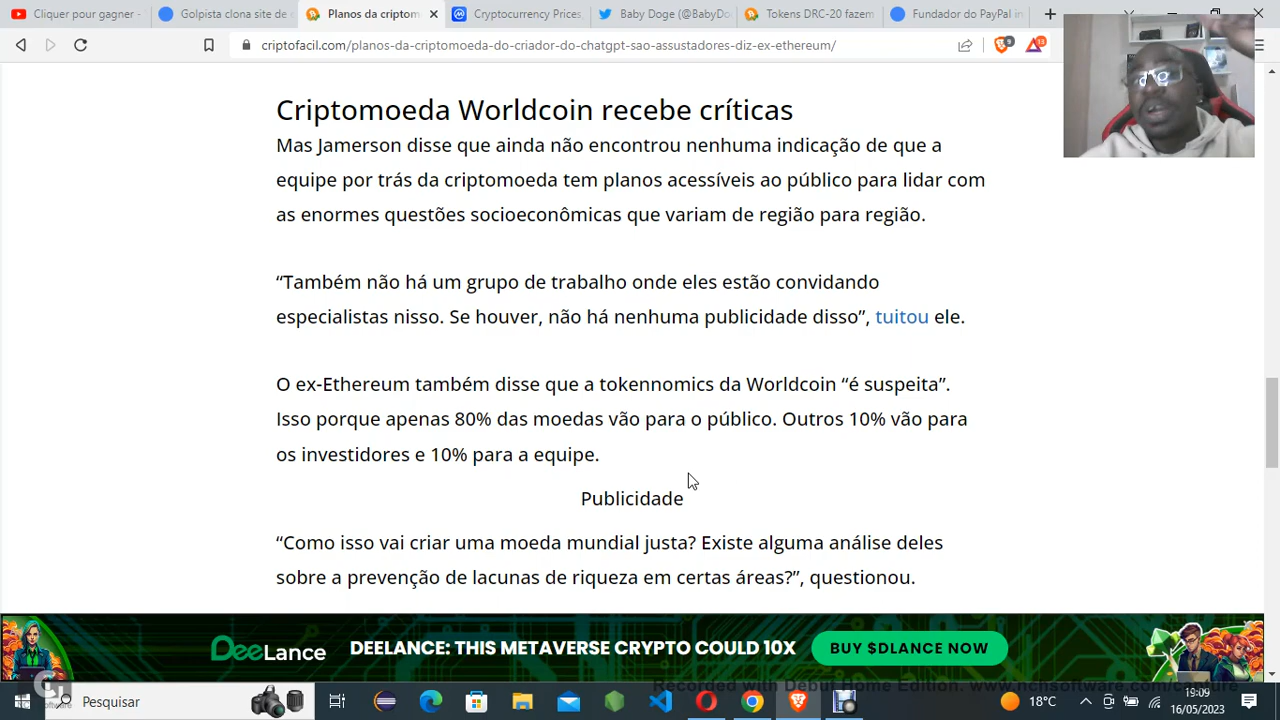 Cliquer pour gagner -
Golpista clona site de
Planos da criptom
Cryptocurrency Prices,
Baby Doge (@BabyDo
Tokens DRC-20 fazem
Fundador do PayPal in
criptofacil.com/planos-da-criptomoeda-do-criador-do-chatgpt-sao-assustadores-diz-ex-ethereum/
9
13
Criptomoeda Worldcoin recebe críticas
Mas Jamerson disse que ainda não encontrou nenhuma indicação de que a
equipe por trás da criptomoeda tem planos acessíveis ao público para lidar com
as enormes questões socioeconômicas que variam de região para região.
“Também não há um grupo de trabalho onde eles estão convidando
especialistas nisso. Se houver, não há nenhuma publicidade disso”, tuitou ele.
O ex-Ethereum também disse que a tokennomics da Worldcoin “é suspeita”.
Isso porque apenas 80% das moedas vão para o público. Outros 10% vão para
os investidores e 10% para a equipe.
Publicidade
“Como isso vai criar uma moeda mundial justa? Existe alguma análise deles
sobre a prevenção de lacunas de riqueza em certas áreas?”, questionou.
DeeLance
DEELANCE: THIS METAVERSE CRYPTO COULD 10X
BUY $DLANCE NOW
Recorded with Debut Home Edition. www.nchsoftware.com/capture
Pesquisar
18°C
19:09
16/05/2023